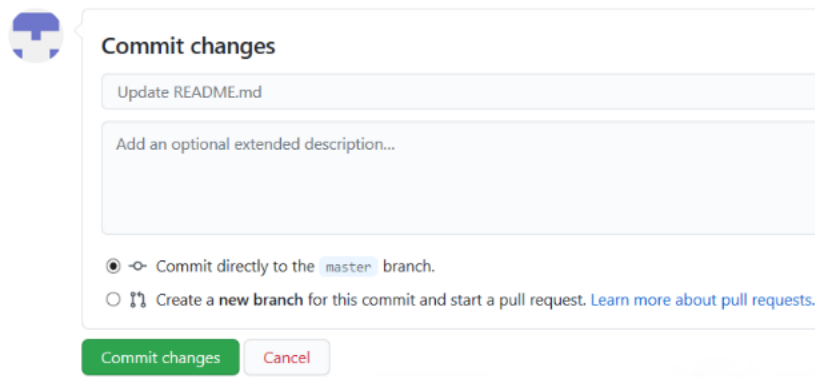 Commit changes
Update README.md
Add an optional extended description...
Commit directly to the master branch.
Create a new branch for this commit and start a pull request. Learn more about pull requests.
Commit changes Cancel